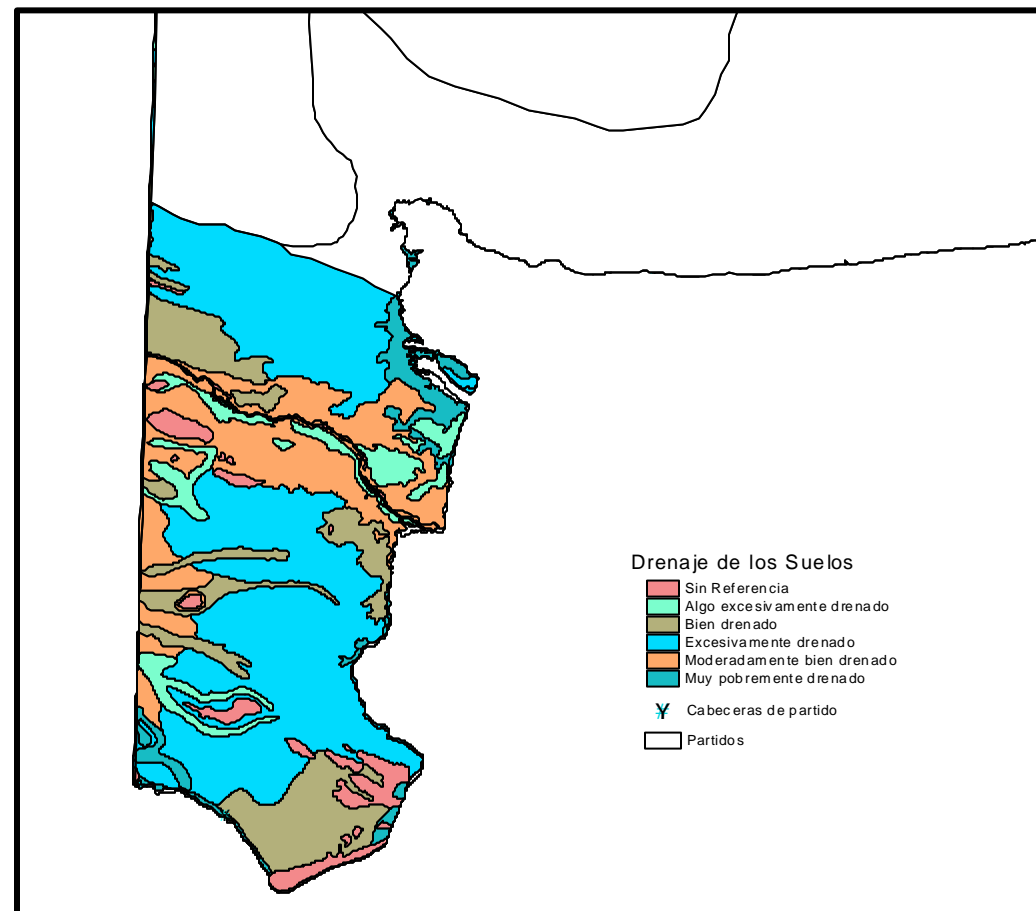 Drenaje de los Suelos
Sin Referencia
Algo excesivamente drenado
Bien drenado
Excesivamente drenado
Moderadamente bien drenado
Muy pobremente drenado
Cabeceras de partido
Partidos